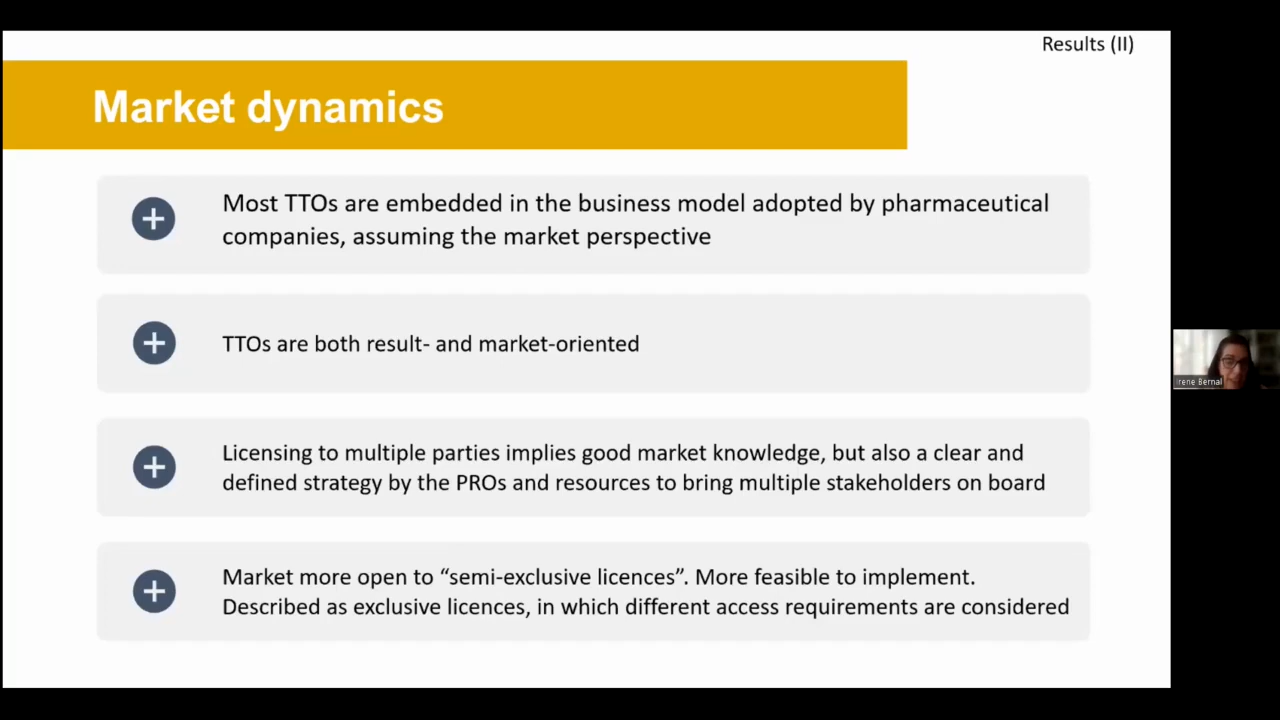 Results (II)
Market dynamics
Most TTOs are embedded in the business model adopted by pharmaceutical
companies, assuming the market perspective
TTOs are both result- and market-oriented
Licensing to multiple parties implies good market knowledge, but also a clear and
defined strategy by the PROs and resources to bring multiple stakeholders on board
Market more open to “semi-exclusive licences”. More feasible to implement.
Described as exclusive licences, in which different access requirements are considered
Irene Bernal